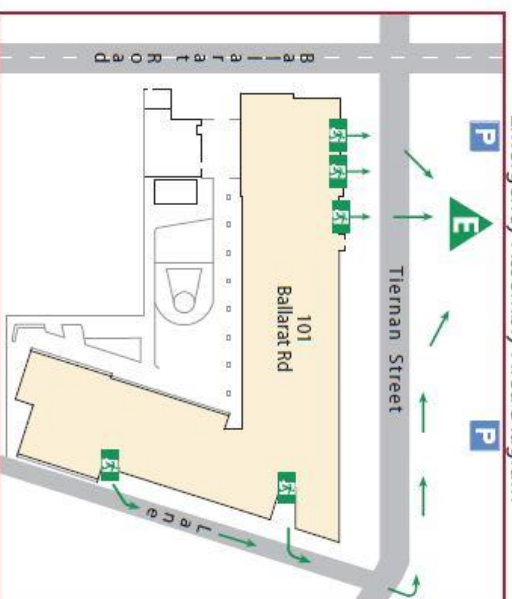 Ballarat Road
P
E
Tiernan Street
101
Ballarat Rd
P
Lane